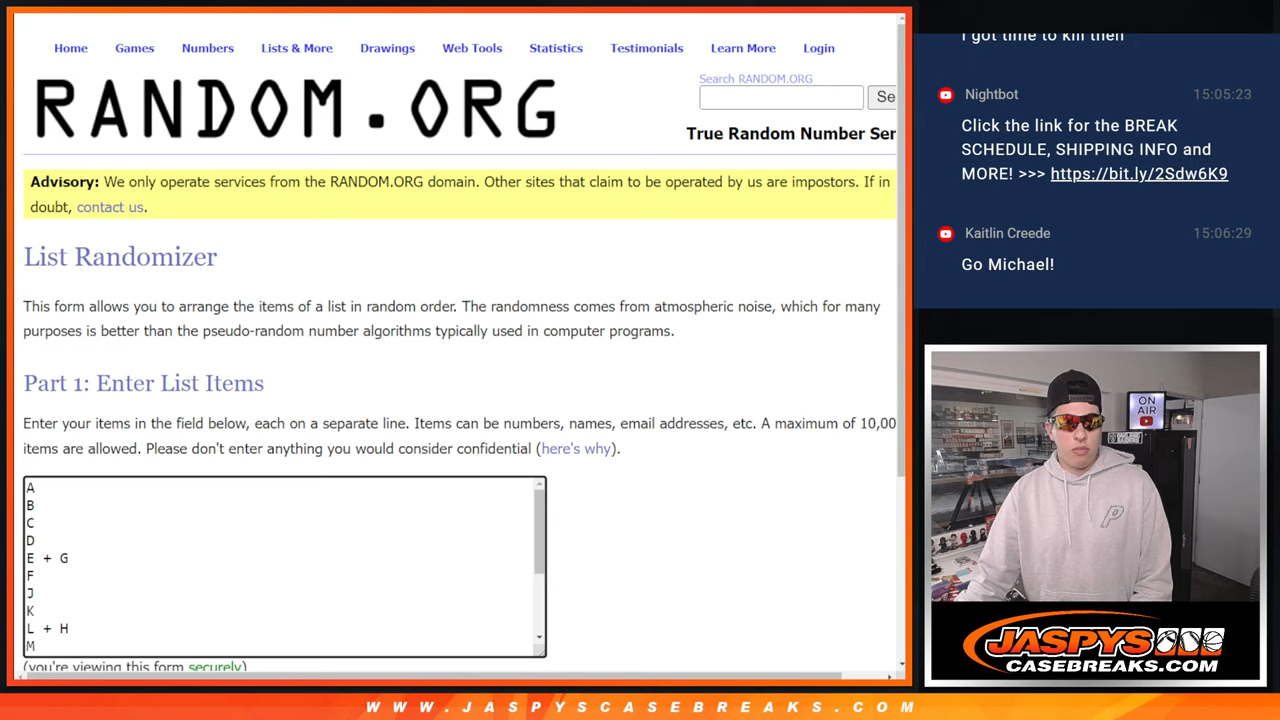 Home Games Numbers Lists & More Drawings Web Tools Statistics Testimonials Learn More Login
RANDOM.ORG
Search RANDOM.ORG
Se
True Random Number Ser
Advisory: We only operate services from the RANDOM.ORG domain. Other sites that claim to be operated by us are impostors. If in
doubt, contact us.
List Randomizer
This form allows you to arrange the items of a list in random order. The randomness comes from atmospheric noise, which for many
purposes is better than the pseudo-random number algorithms typically used in computer programs.
Part 1: Enter List Items
Enter your items in the field below, each on a separate line. Items can be numbers, names, email addresses, etc. A maximum of 10,00
items are allowed. Please don't enter anything you would consider confidential (here's why).
A
B
C
D
E + G
F
J
K
L + H
M
(you're viewing this form securely)
I got time to kill then
Nightbot 15:05:23
Click the link for the BREAK
SCHEDULE, SHIPPING INFO and
MORE! >>> https://bit.ly/2Sdw6K9
Kaitlin Creede 15:06:29
Go Michael!
ON
AIR
JASPYS
CASEBREAKS.COM
WWW.JASPYSCASEBREAKS.COM